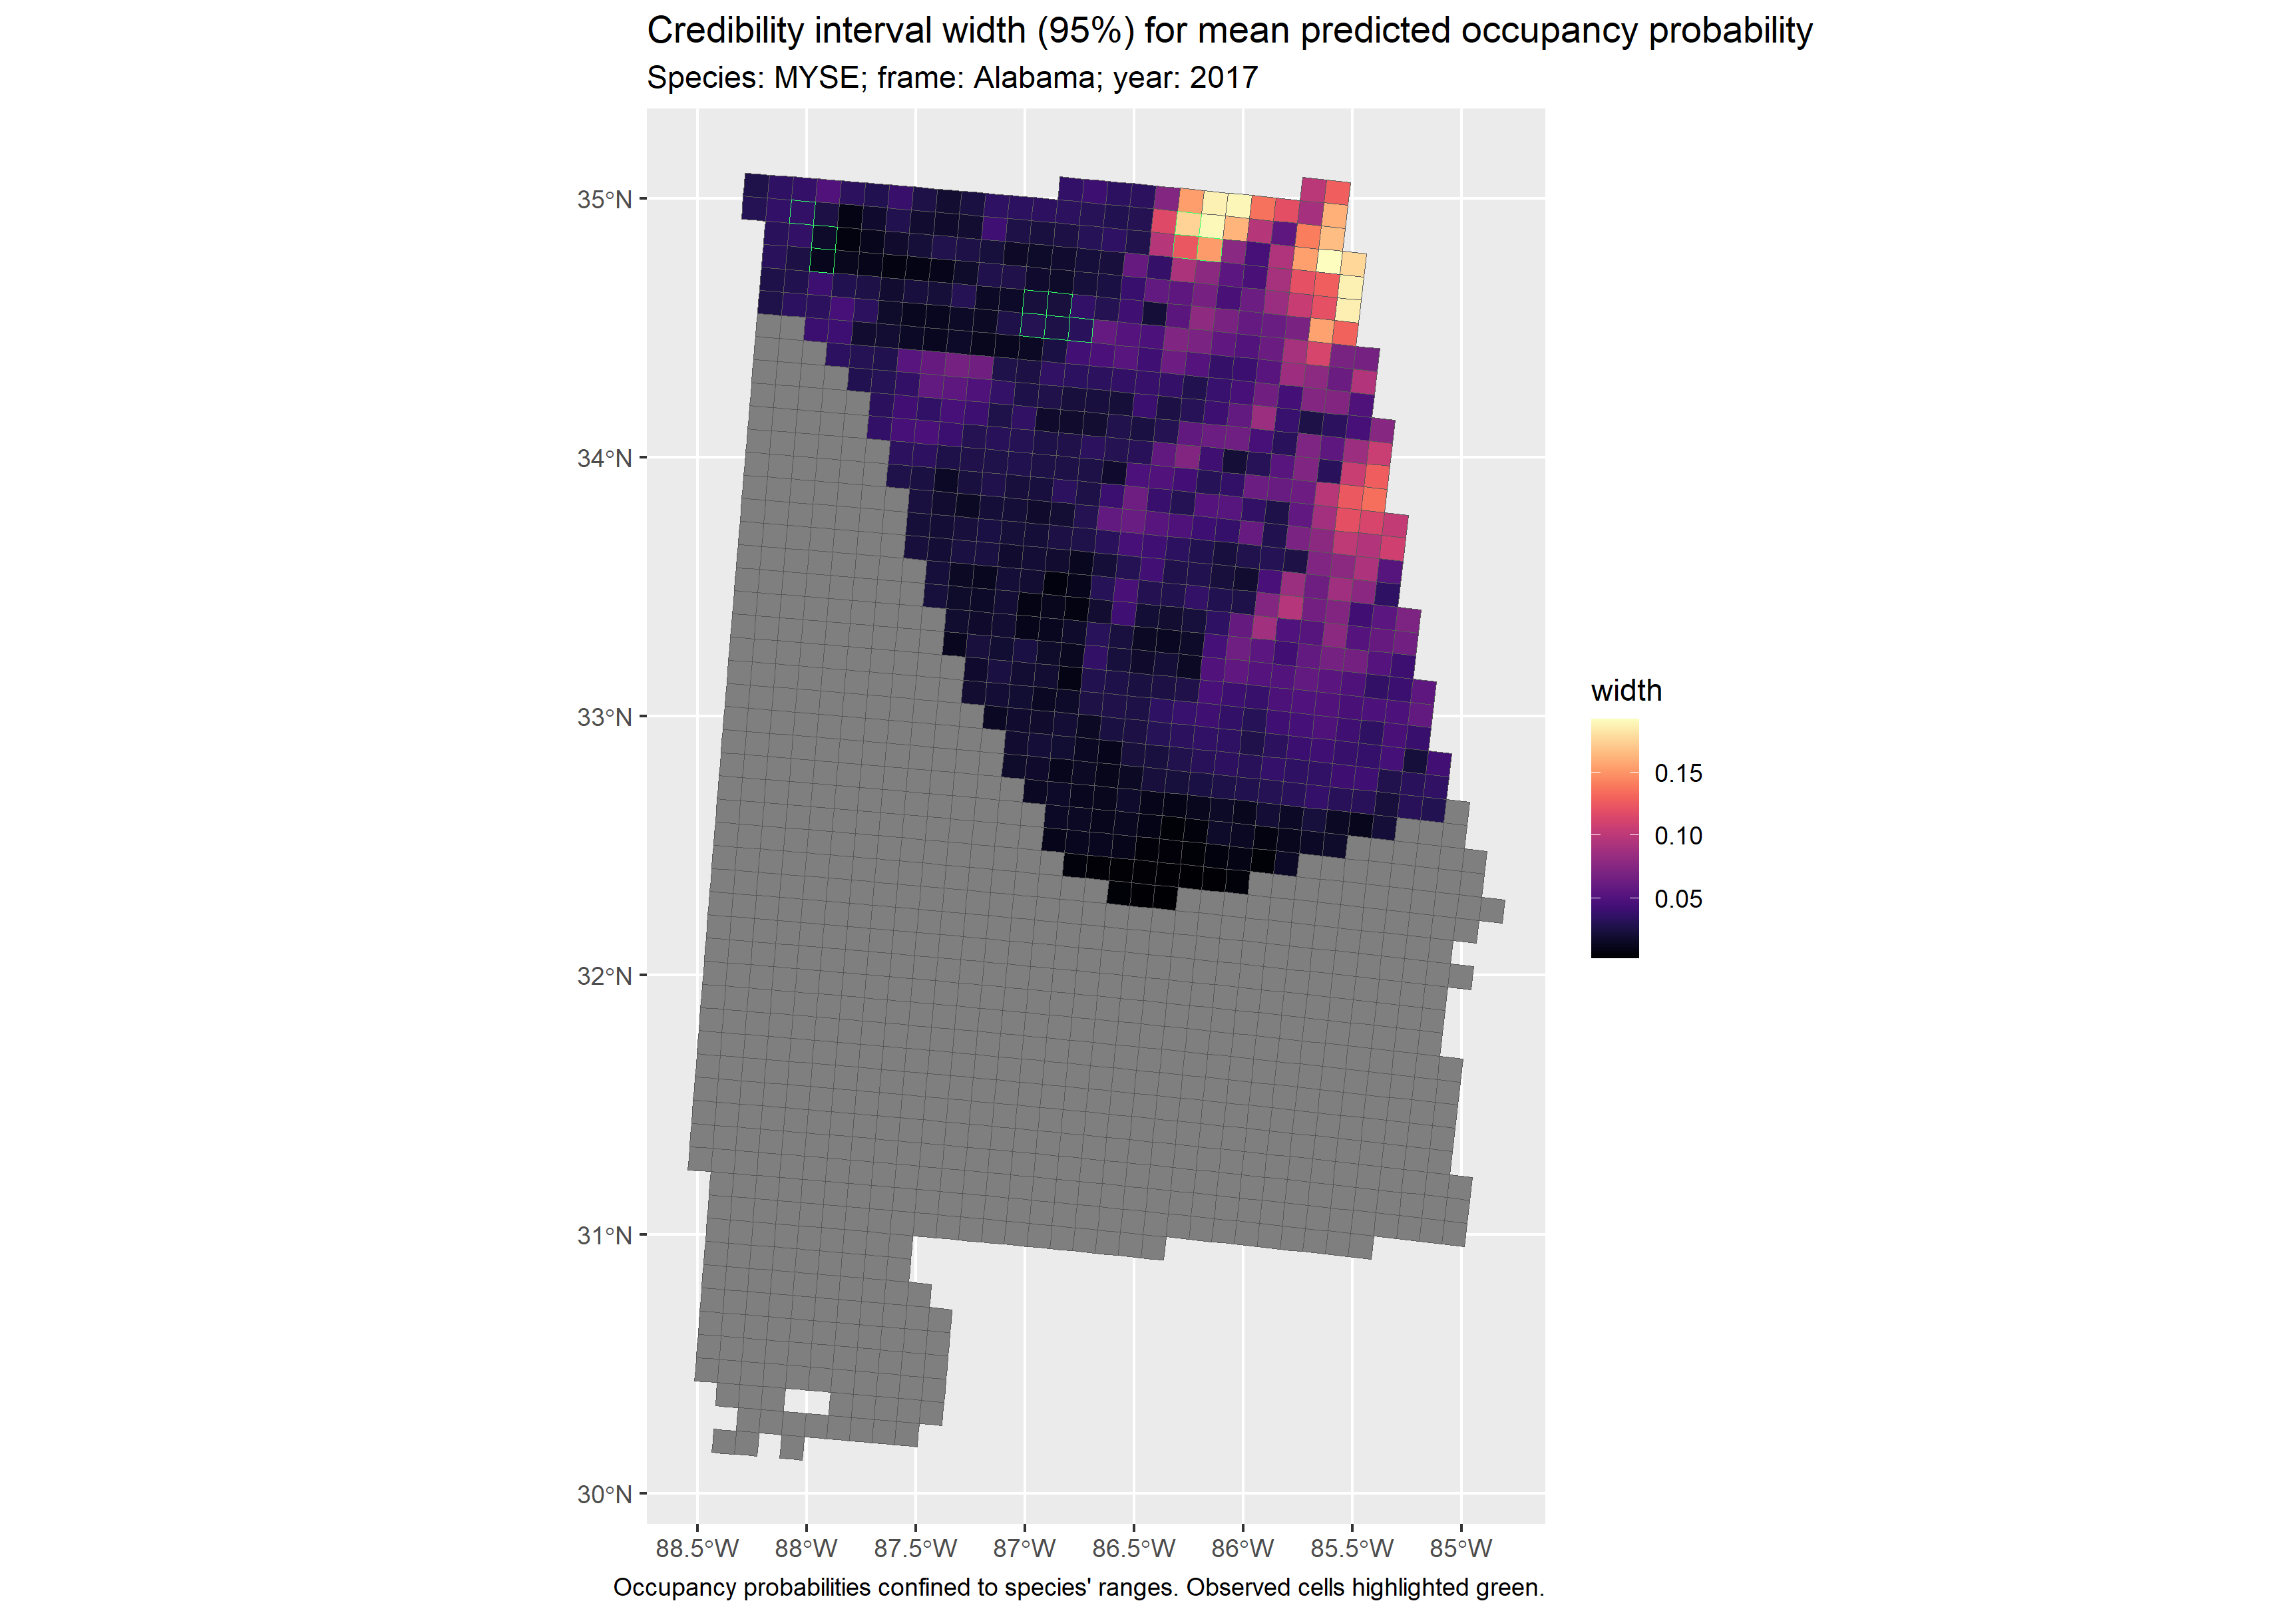 Credibility interval width (95%) for mean predicted occupancy probability
Species: MYSE; frame: Alabama; year: 2017
35°N
34°N
33°N
32°N
31°N
30°N
88.5°W 88°W 87.5°W 87°W 86.5°W 86°W 85.5°W 85°W
width
0.15
0.10
0.05
Occupancy probabilities confined to species' ranges. Observed cells highlighted green.